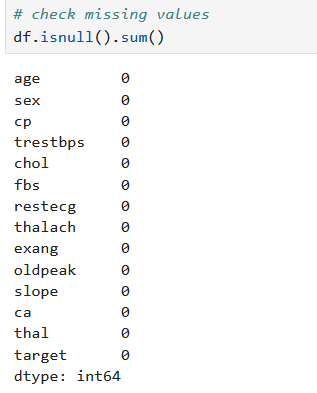 # check missing values
df.isnull().sum()
age 0
sex 0
cp 0
trestbps 0
chol 0
fbs 0
restecg 0
thalach 0
exang 0
oldpeak 0
slope 0
ca 0
thal 0
target 0
dtype: int64